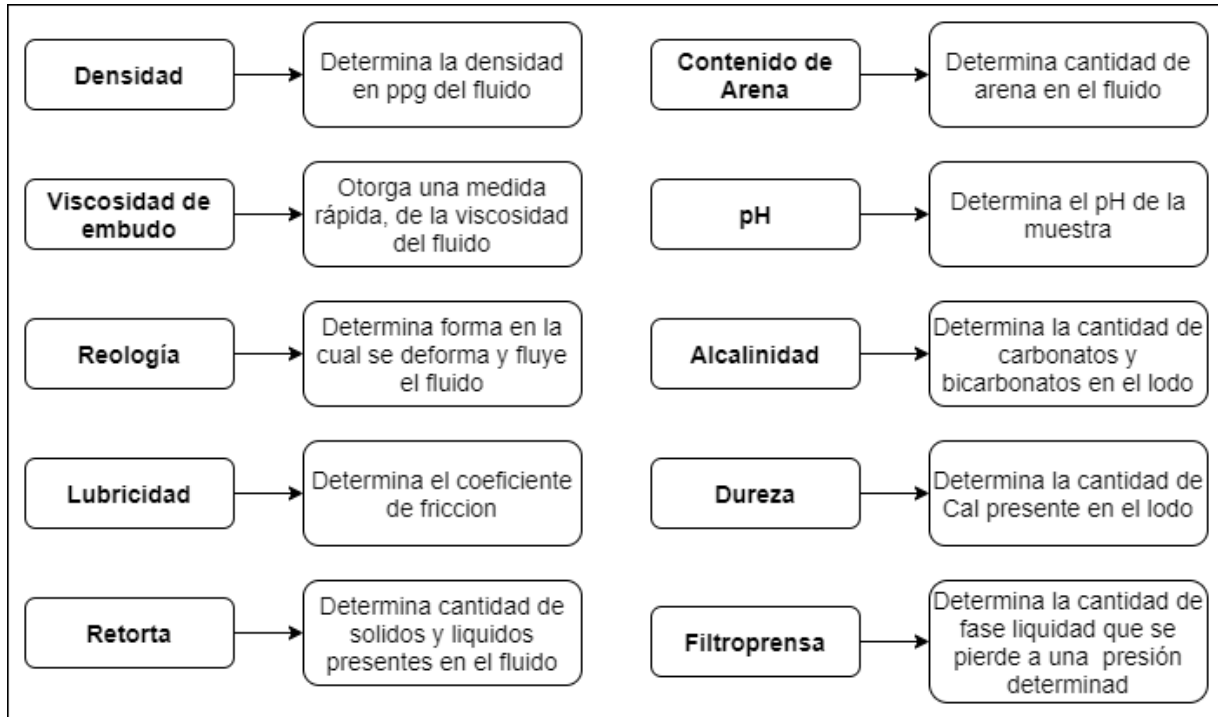 Densidad
Determina la densidad
en ppg del fluido
Contenido de
Arena
Determina cantidad de
arena en el fluido
Viscosidad de
embudo
Otorga una medida
rápida, de la viscosidad
del fluido
pH
Determina el pH de la
muestra
Reología
Determina forma en la
cual se deforma y fluye
el fluido
Alcalinidad
Determina la cantidad de
carbonatos y
bicarbonatos en el lodo
Lubricidad
Determina el coeficiente
de friccion
Dureza
Determina la cantidad de
Cal presente en el lodo
Retorta
Determina cantidad de
solidos y liquidos
presentes en el fluido
Filtroprensa
Determina la cantidad de
fase liquidad que se
pierde a una presión
determinad